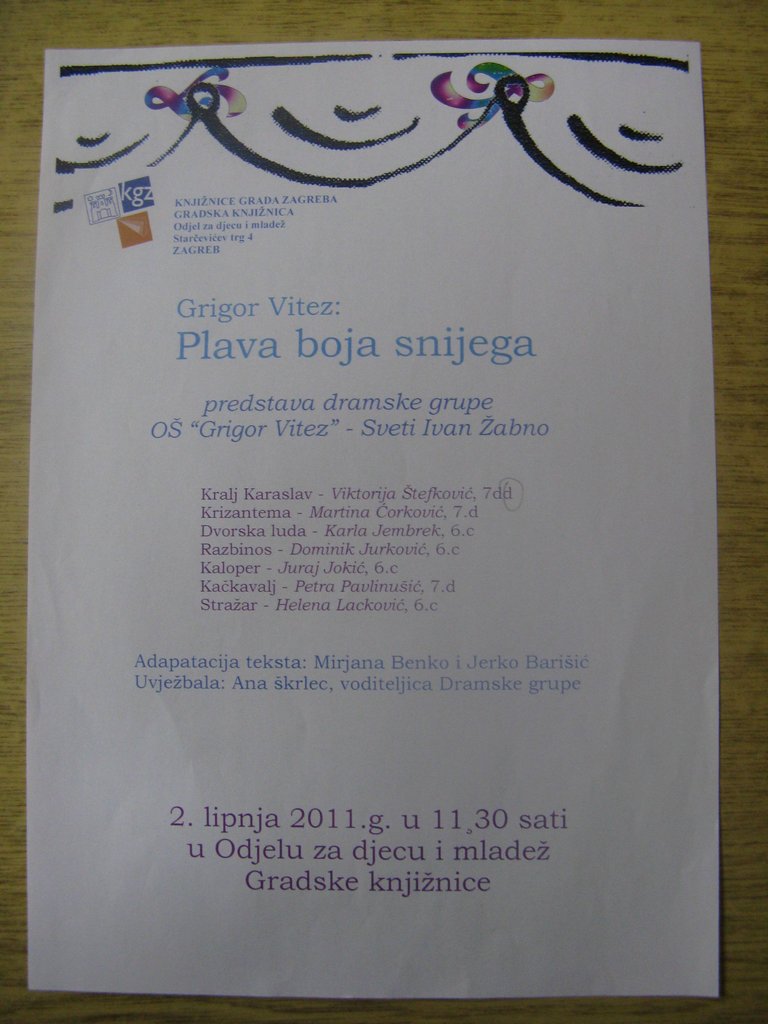 kgz
KNJIŽNICE GRADA ZAGREBA
GRADSKA KNJIŽNICA
Odjel za djecu i mladež
Starčevićev trg 4
ZAGREB
Grigor Vitez:
Plava boja snijega
predstava dramske grupe
OŠ “Grigor Vitez” - Sveti Ivan Žabno
Kralj Karaslav - Viktorija Štefković, 7dd
Krizantema - Martina Ćorković, 7.d
Dvorska luda - Karla Jembrek, 6.c
Razbinos - Dominik Jurković, 6.c
Kaloper - Juraj Jokić, 6.c
Kačkavalj - Petra Pavlinušić, 7.d
Stražar - Helena Lacković, 6.c
Adapatacija teksta: Mirjana Benko i Jerko Barišić
Uvježbala: Ana škrlec, voditeljica Dramske grupe
2. lipnja 2011.g. u 11¸30 sati
u Odjelu za djecu i mladež
Gradske knjižnice